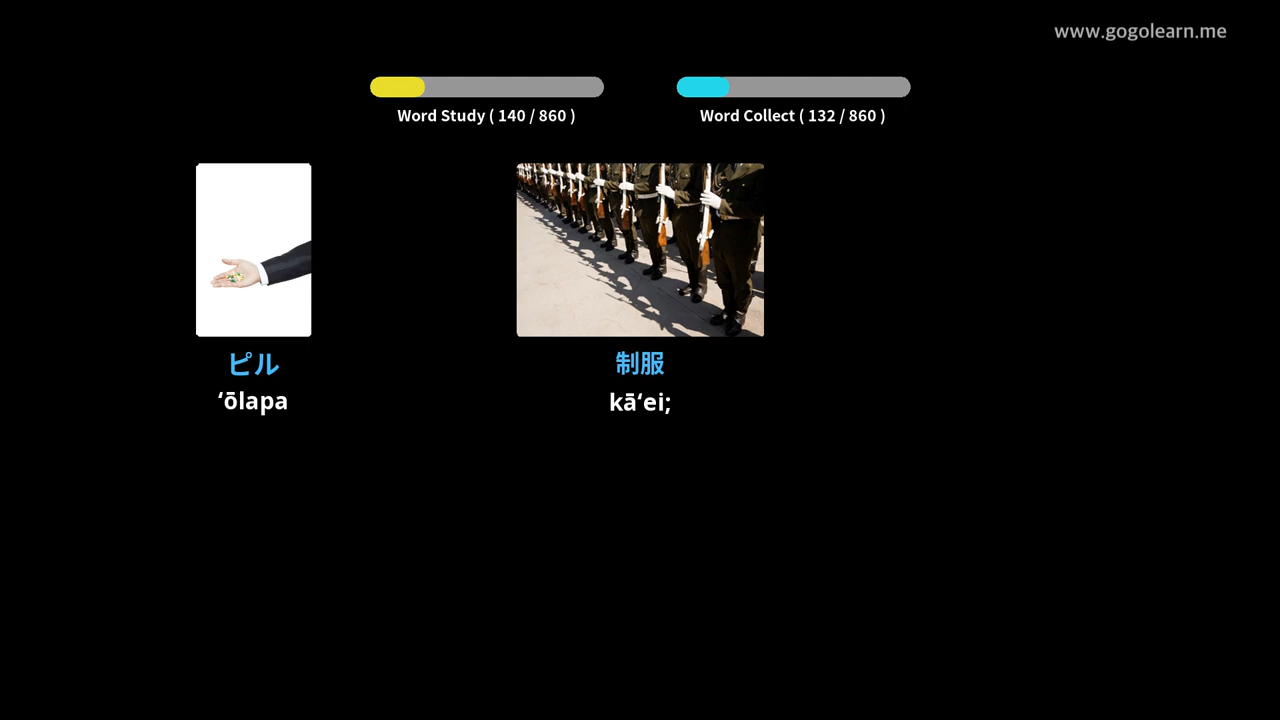 www.gogolearn.me
Word Study ( 140 / 860 )
Word Collect ( 132 / 860 )
ピル
ʻōlapa
制服
kāʻei;